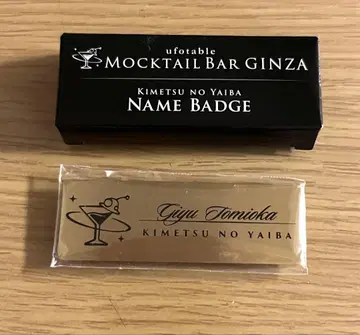 ufotable
MOCKTAIL BAR GINZA
KIMETSU NO YAIBA
NAME BADGE
Giyu Tomioka
KIMETSU NO YAIBA